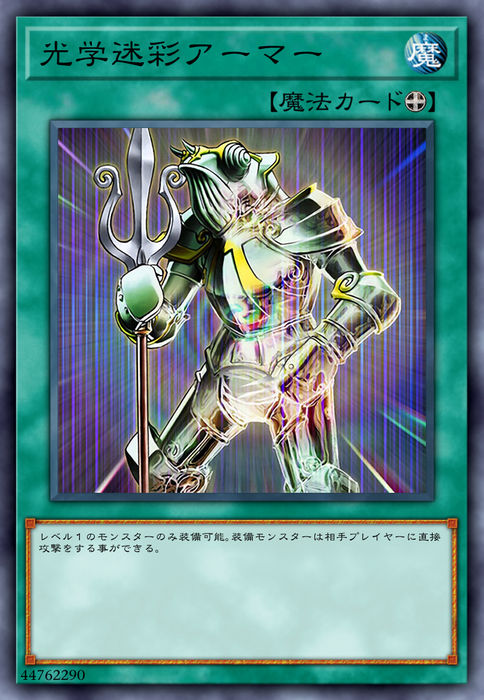 光学迷彩アーマー
魔
【魔法カード】
レベル1のモンスターのみ装備可能。装備モンスターは相手プレイヤーに直接
攻撃をする事ができる。
44762290